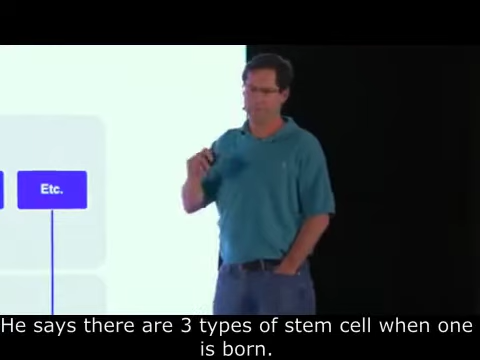 Etc.
He says there are 3 types of stem cell when one
is born.